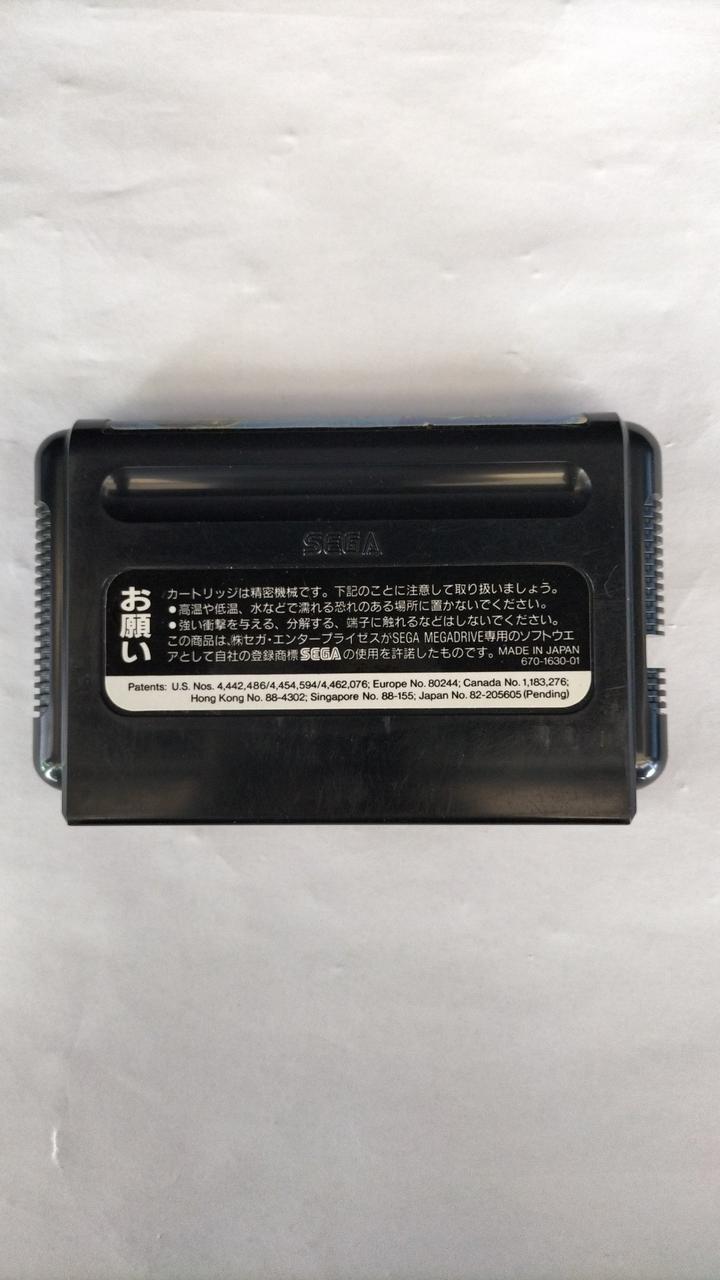 SEGA
お願い
カートリッジは精密機械です。下記のことに注意して取り扱いましょう。
●高温や低温、水などで濡れる恐れのある場所に置かないでください。
●強い衝撃を与える、分解する、端子に触れるなどはしないでください。
この商品は、㈱セガ・エンタープライゼスがSEGA MEGADRIVE専用のソフトウエ
アとして自社の登録商標SEGAの使用を許諾したものです。MADE IN JAPAN
670-1630-01
Patents: U.S. Nos. 4,442,486/4,454,594/4,462,076; Europe No. 80244; Canada No. 1,183,276;
Hong Kong No. 88-4302; Singapore No. 88-155; Japan No. 82-205605 (Pending)